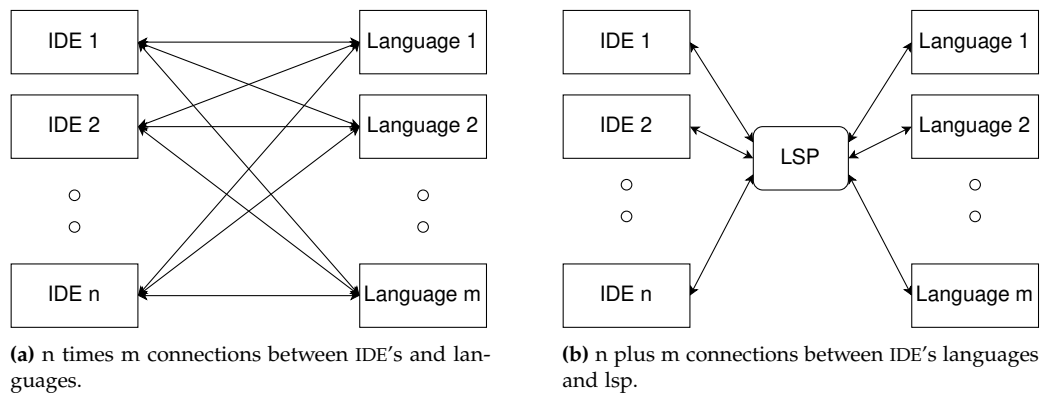 IDE 1
Language 1
IDE 2
Language 2
IDE n
Language m
(a) n times m connections between IDE's and lan-
guages.
IDE 1
Language 1
IDE 2
Language 2
LSP
IDE n
Language m
(b) n plus m connections between IDE's languages
and lsp.